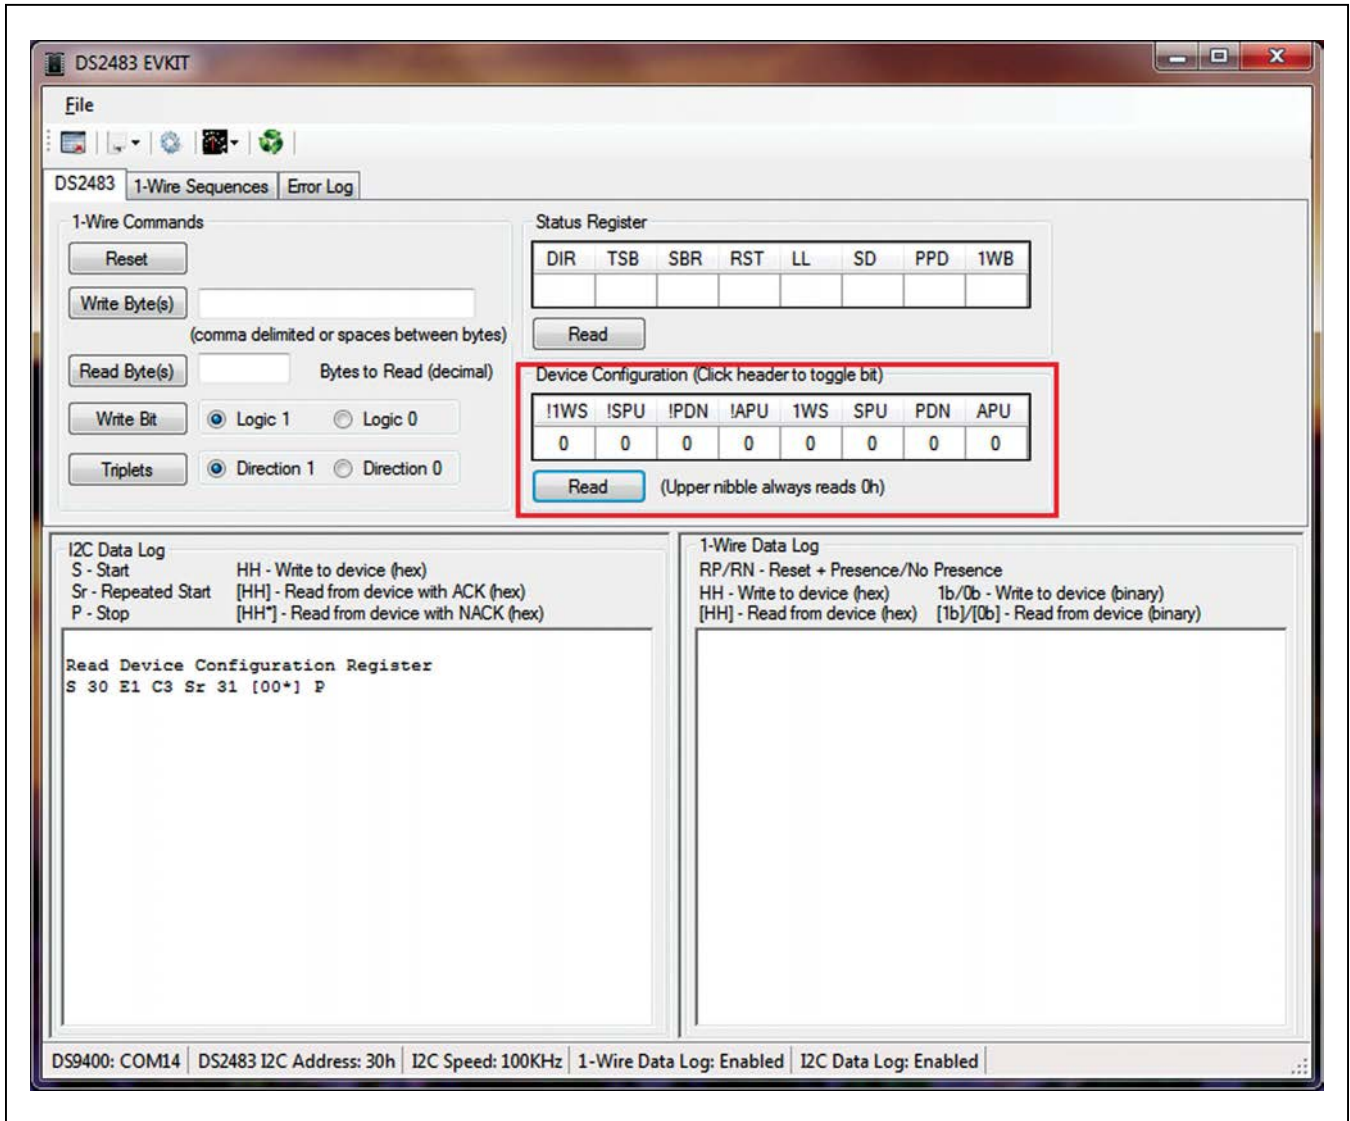 DS2483 EVKIT
File
DS2483 1-Wire Sequences Error Log
1-Wire Commands
Reset
Write Byte(s)
(comma delimited or spaces between bytes)
Read Byte(s) Bytes to Read (decimal)
Write Bit Logic 1 Logic 0
Triplets Direction 1 Direction 0
Status Register
DIR TSB SBR RST LL SD PPD 1WB
Read
Device Configuration (Click header to toggle bit)
!1WS !SPU !PDN !APU 1WS SPU PDN APU
0 0 0 0 0 0 0 0
Read (Upper nibble always reads 0h)
I2C Data Log
S - Start HH - Write to device (hex)
Sr - Repeated Start [HH] - Read from device with ACK (hex)
P - Stop [HH*] - Read from device with NACK (hex)
Read Device Configuration Register
S 30 E1 C3 Sr 31 [00*] P
1-Wire Data Log
RP/RN - Reset + Presence/No Presence
HH - Write to device (hex) 1b/0b - Write to device (binary)
[HH] - Read from device (hex) [1b]/[0b] - Read from device (binary)
DS9400: COM14 DS2483 I2C Address: 30h I2C Speed: 100KHz 1-Wire Data Log: Enabled I2C Data Log: Enabled